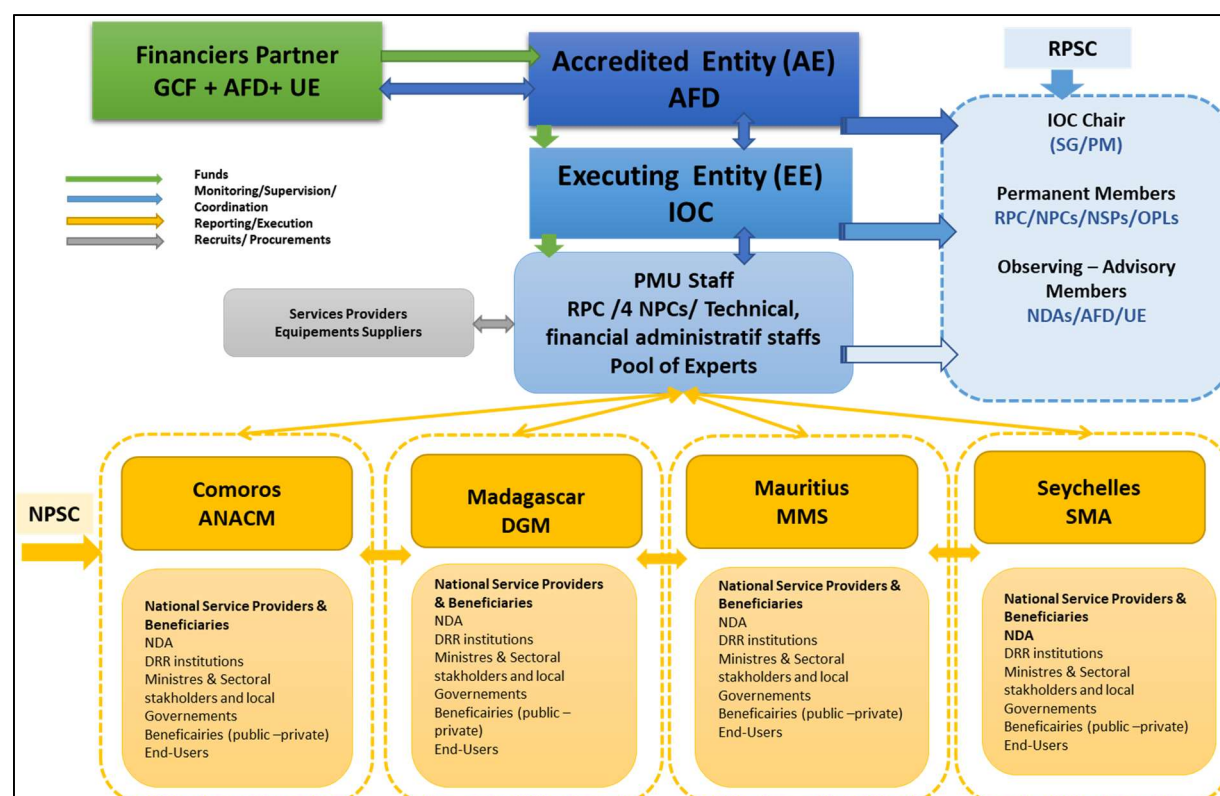 Financiers Partner
GCF + AFD+ UE
Accredited Entity (AE)
AFD
RPSC
IOC Chair
(SG/PM)
Permanent Members
RPC/NPCs/NSPs/OPLs
Observing – Advisory
Members
NDAs/AFD/UE
Funds
Monitoring/Supervision/
Coordination
Reporting/Execution
Recruits/ Procurements
Executing Entity (EE)
IOC
Services Providers
Equipements Suppliers
PMU Staff
RPC /4 NPCs/ Technical,
financial administratif staffs
Pool of Experts
NPSC
Comoros
ANACM
National Service Providers &
Beneficiaries
NDA
DRR institutions
Ministres & Sectoral
stakholders and local
Governements
Beneficairies (public –private)
End-Users
Madagascar
DGM
National Service Providers
& Beneficiaries
NDA
DRR institutions
Ministres & Sectoral
stakholders and local
Governements
Beneficairies (public –
private)
End-Users
Mauritius
MMS
National Service Providers &
Beneficiaries
NDA
DRR institutions
Ministres & Sectoral
stakholders and local
Governements
Beneficairies (public –private)
End-Users
Seychelles
SMA
National Service Providers &
Beneficiaries
NDA
DRR institutions
Ministres & Sectoral
stakholders and local
Governements
Beneficairies (public –private)
End-Users